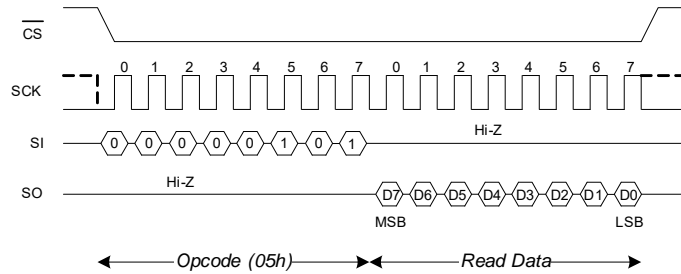 CS
0 1 2 3 4 5 6 7 0 1 2 3 4 5 6 7
SCK
Hi-Z
SI 0 0 0 0 0 1 0 1
Hi-Z
SO D7 D6 D5 D4 D3 D2 D1 D0
MSB LSB
Opcode (05h) Read Data